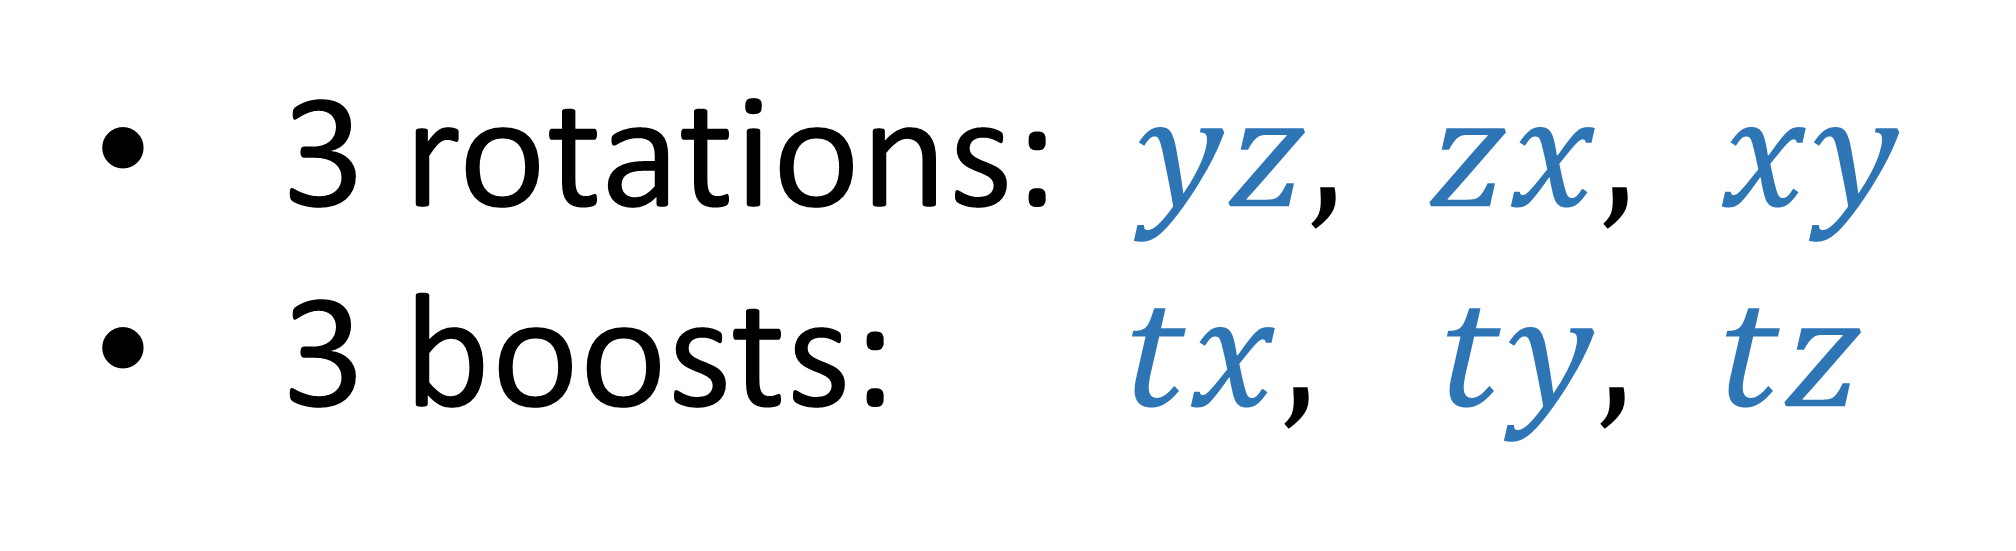 • 3 rotations: yz, zx, xy
• 3 boosts: tx, ty, tz